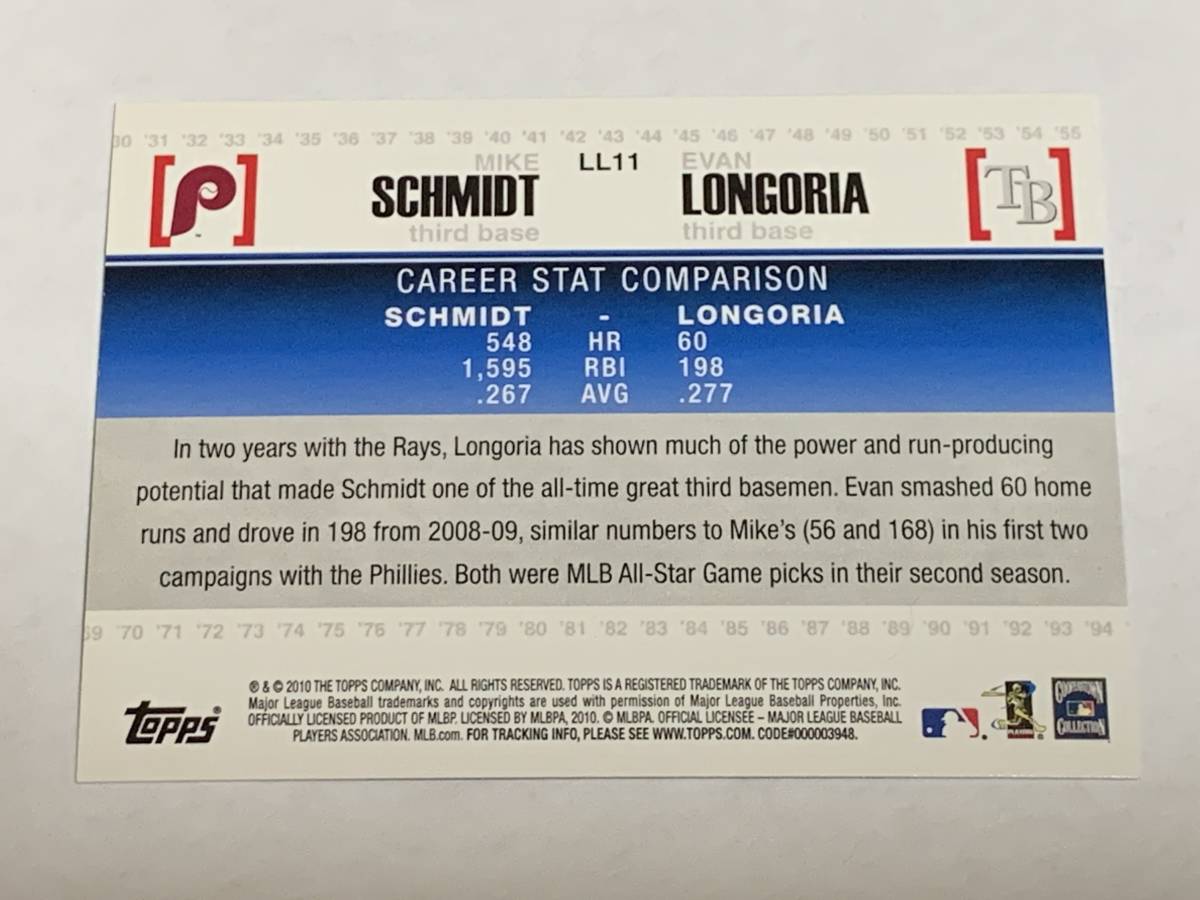 30 '31 '32 '33 '34 '35 '36 '37 '38 '39 '40 '41 '42 '43 '44 '45 '46 '47 '48 '49 '50 '51 '52 '53 '54 '55
MIKE LL11 EVAN
P SCHMIDT LONGORIA TB
third base third base
CAREER STAT COMPARISON
SCHMIDT - LONGORIA
548 HR 60
1,595 RBI 198
.267 AVG .277
In two years with the Rays, Longoria has shown much of the power and run-producing
potential that made Schmidt one of the all-time great third basemen. Evan smashed 60 home
runs and drove in 198 from 2008-09, similar numbers to Mike's (56 and 168) in his first two
campaigns with the Phillies. Both were MLB All-Star Game picks in their second season.
69 '70 '71 '72 '73 '74 '75 '76 '77 '78 '79 '80 '81 '82 '83 '84 '85 '86 '87 '88 '89 '90 '91 '92 '93 '94
® & © 2010 THE TOPPS COMPANY, INC. ALL RIGHTS RESERVED. TOPPS IS A REGISTERED TRADEMARK OF THE TOPPS COMPANY, INC.
Major League Baseball trademarks and copyrights are used with permission of Major League Baseball Properties, Inc.
OFFICIALLY LICENSED PRODUCT OF MLBP. LICENSED BY MLBPA, 2010. © MLBPA. OFFICIAL LICENSEE – MAJOR LEAGUE BASEBALL
PLAYERS ASSOCIATION. MLB.com. FOR TRACKING INFO, PLEASE SEE WWW.TOPPS.COM. CODE#000003948.
Topps®
COOPERSTOWN
COLLECTION